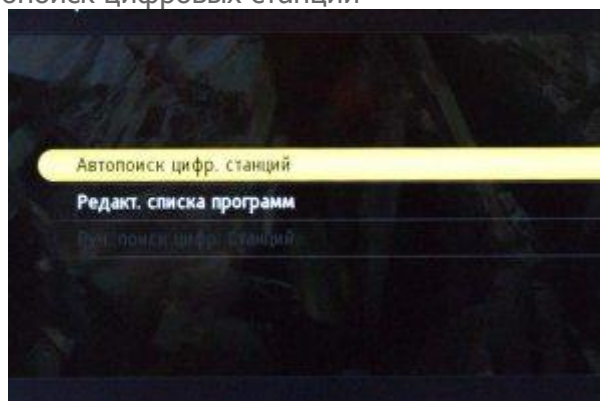 поиск цифровых станций
Автопоиск цифр. станций
Редакт. списка программ
Руч. поиск цифр. Станций